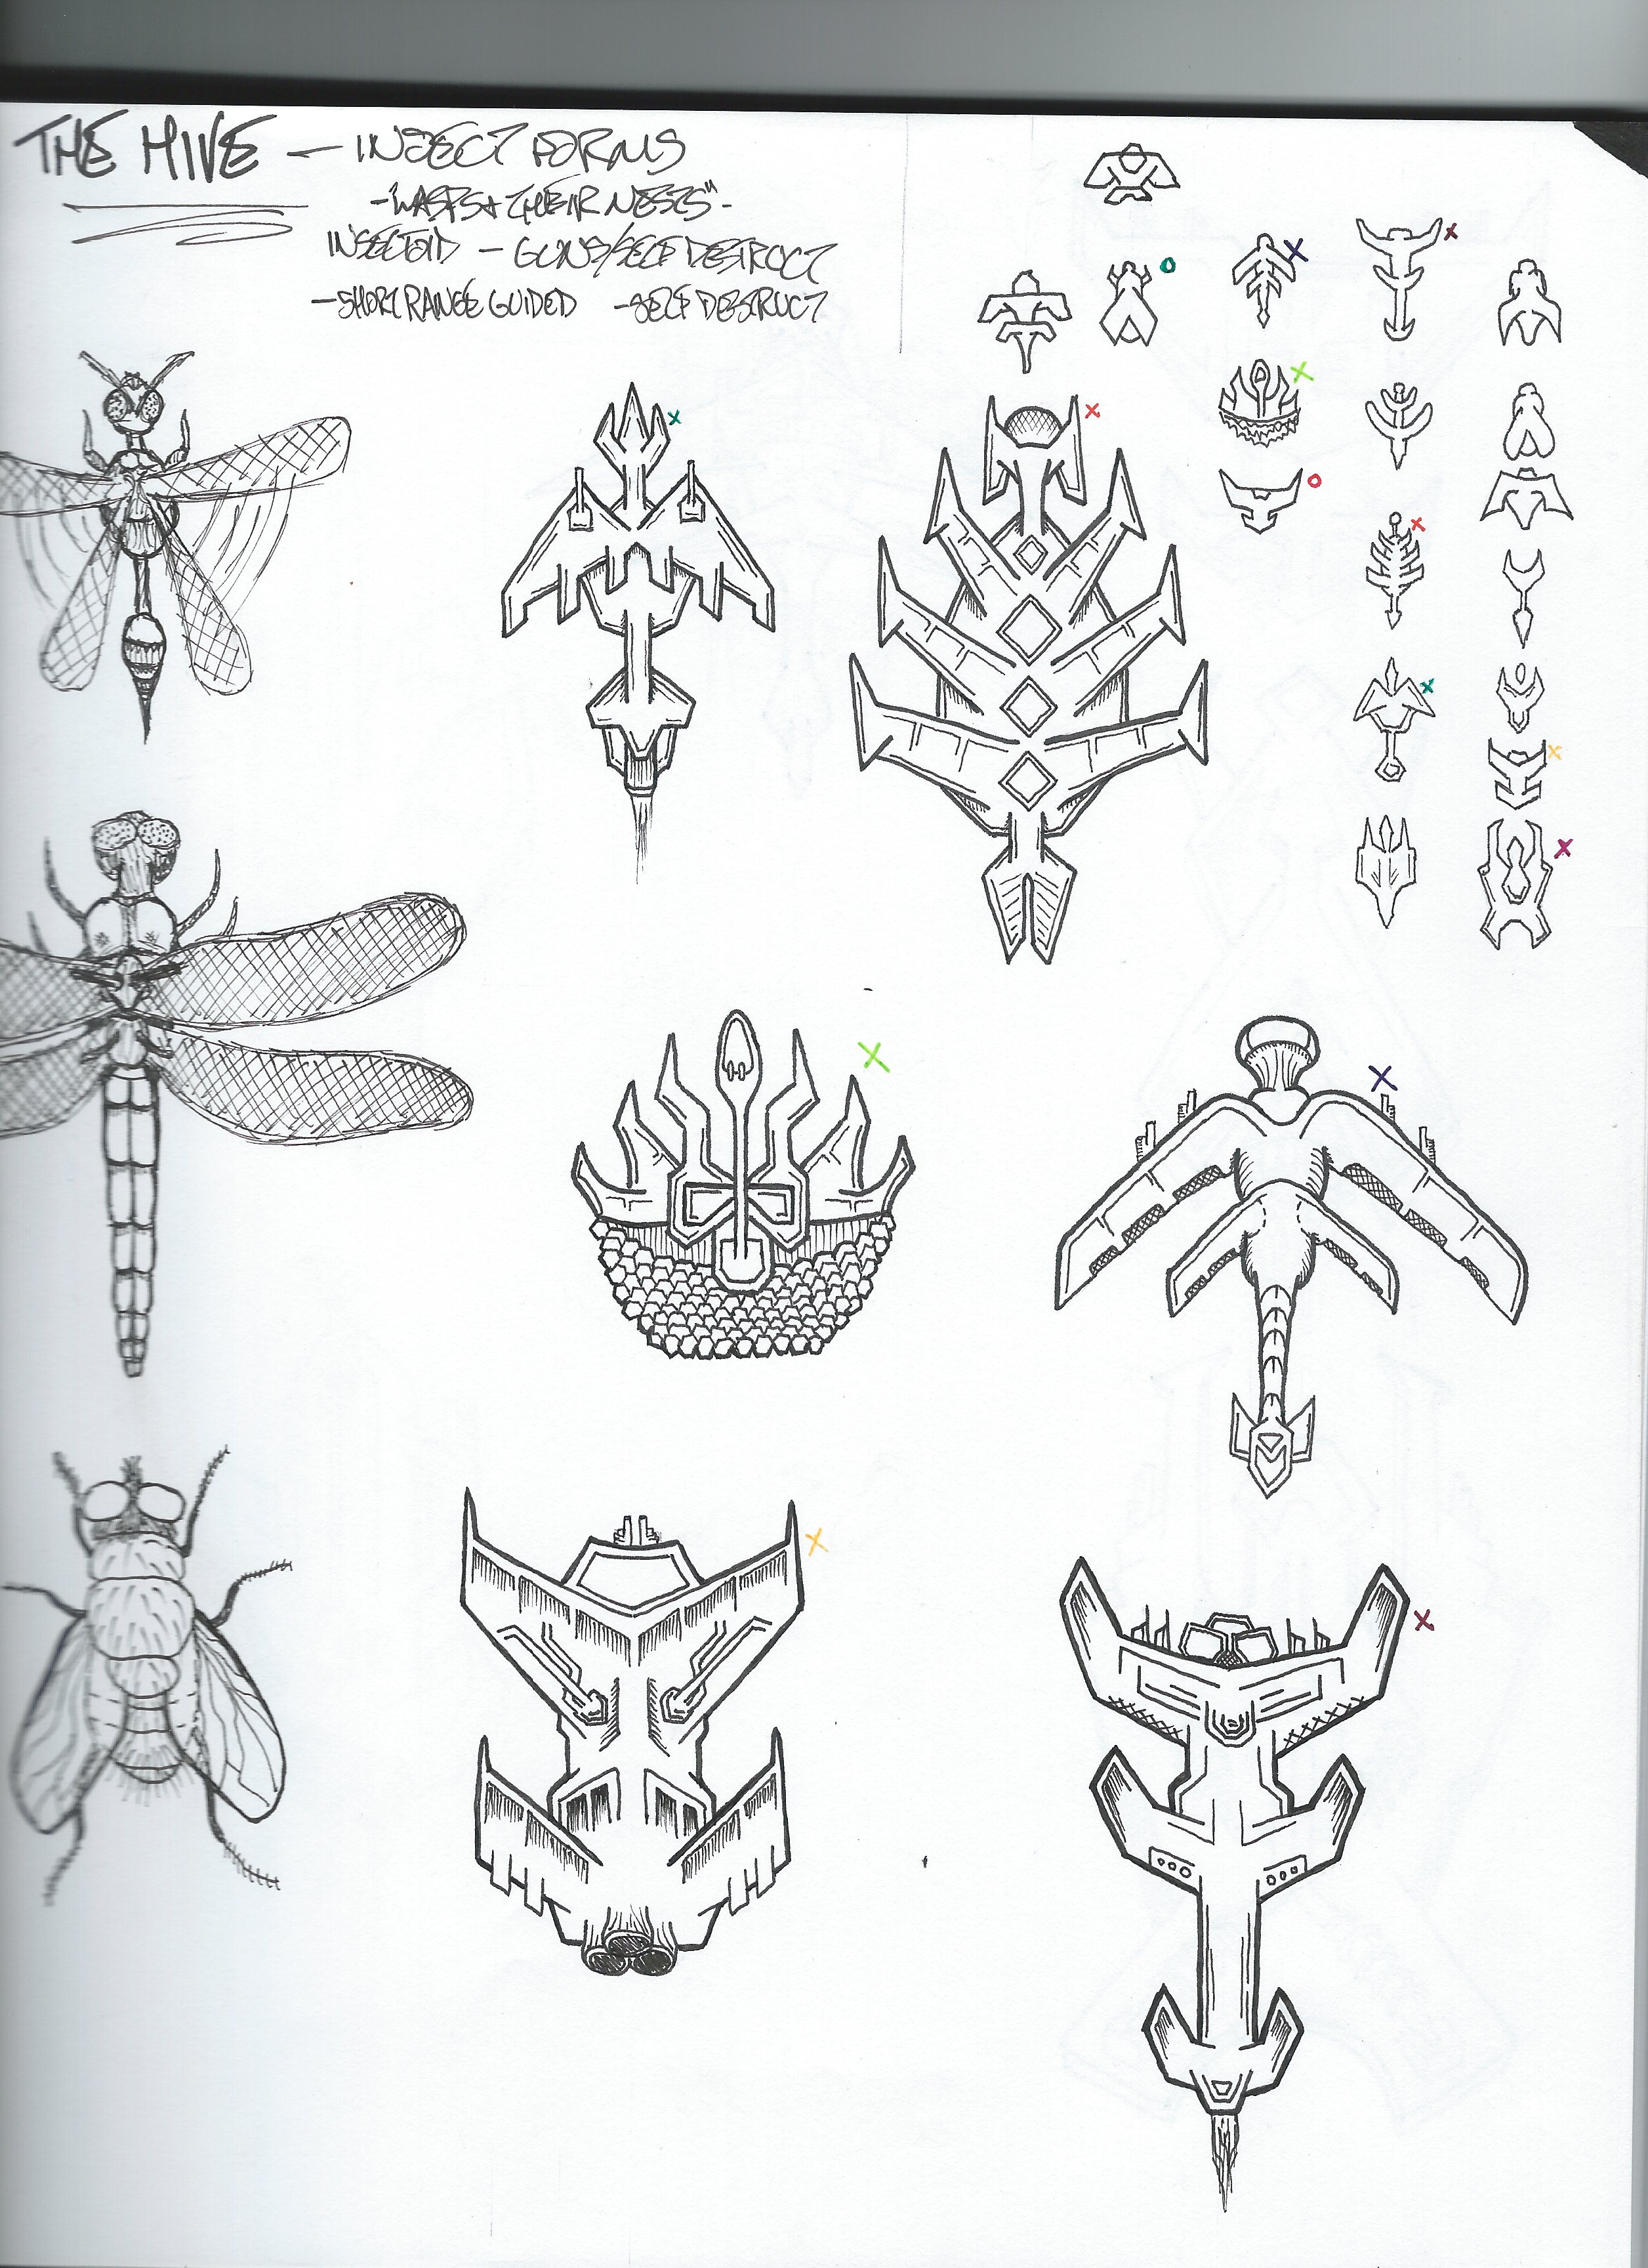 THE HIVE — INSECT FORMS
-"WASPS & THEIR NESTS"-
INSECTOID — GUNS/SELF DESTRUCT
-SHORT RANGE GUIDED -SELF DESTRUCT